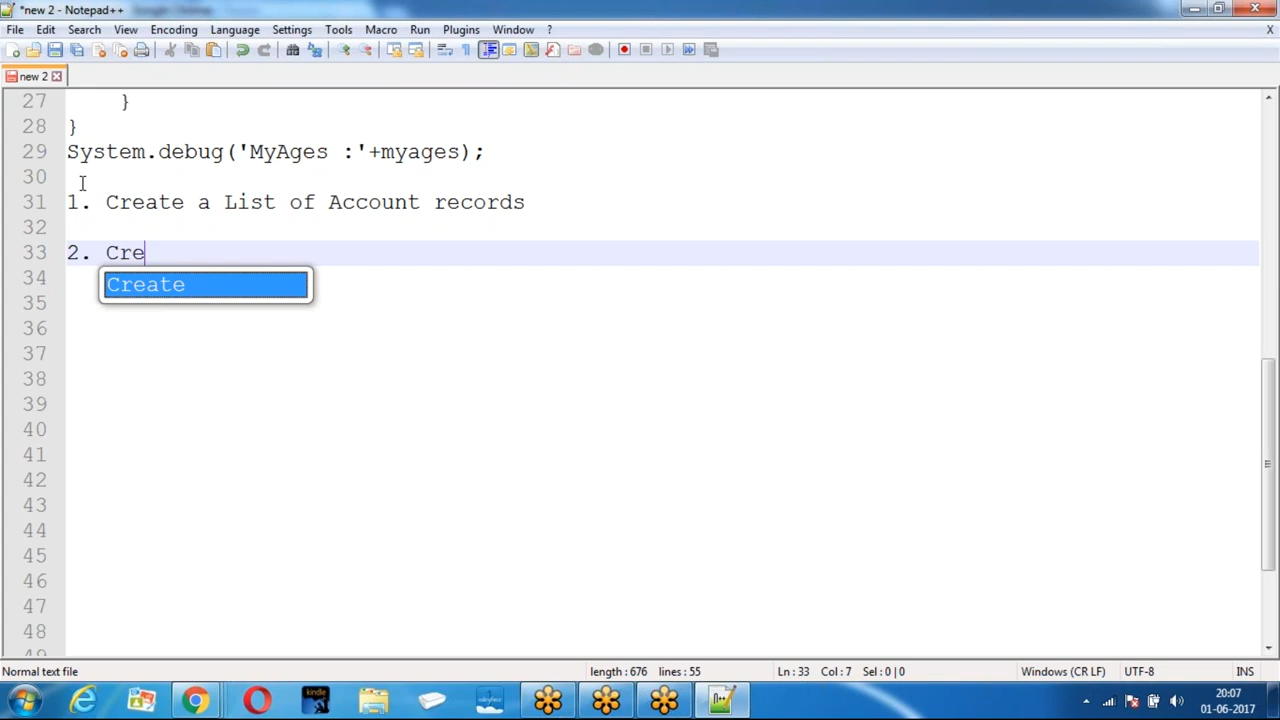 *new 2 - Notepad++
File Edit Search View Encoding Language Settings Tools Macro Run Plugins Window ? X
new 2
27 }
28 }
29 System.debug('MyAges :'+myages);
30
31 1. Create a List of Account records
32
33 2. Cre
34 Create
35
36
37
38
39
40
41
42
43
44
45
46
47
48
Normal text file length : 676 lines : 55 Ln : 33 Col : 7 Sel : 0 | 0 Windows (CR LF) UTF-8 INS
20:07
01-06-2017
kindle